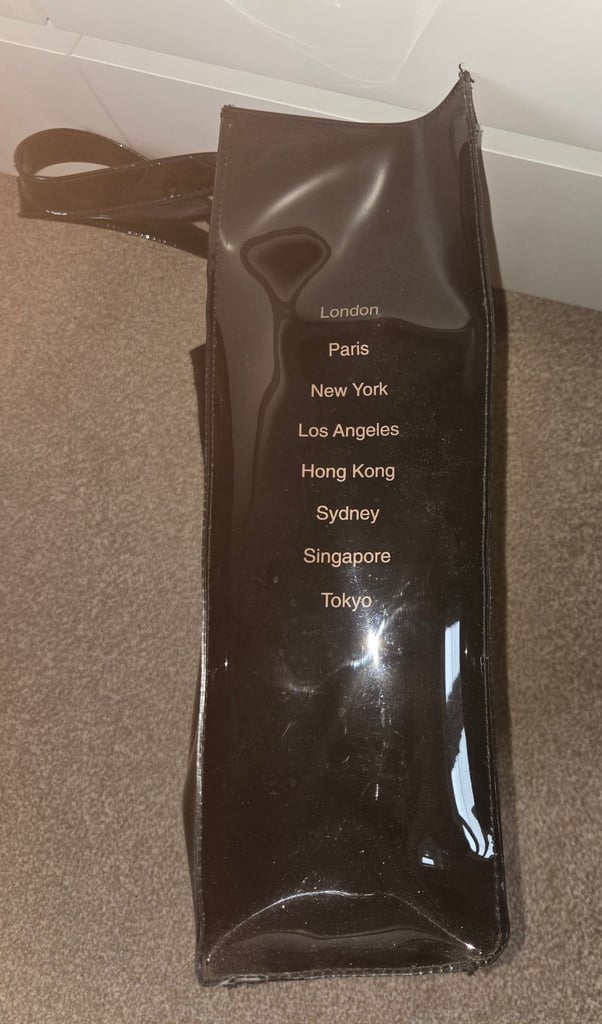 London
Paris
New York
Los Angeles
Hong Kong
Sydney
Singapore
Tokyo